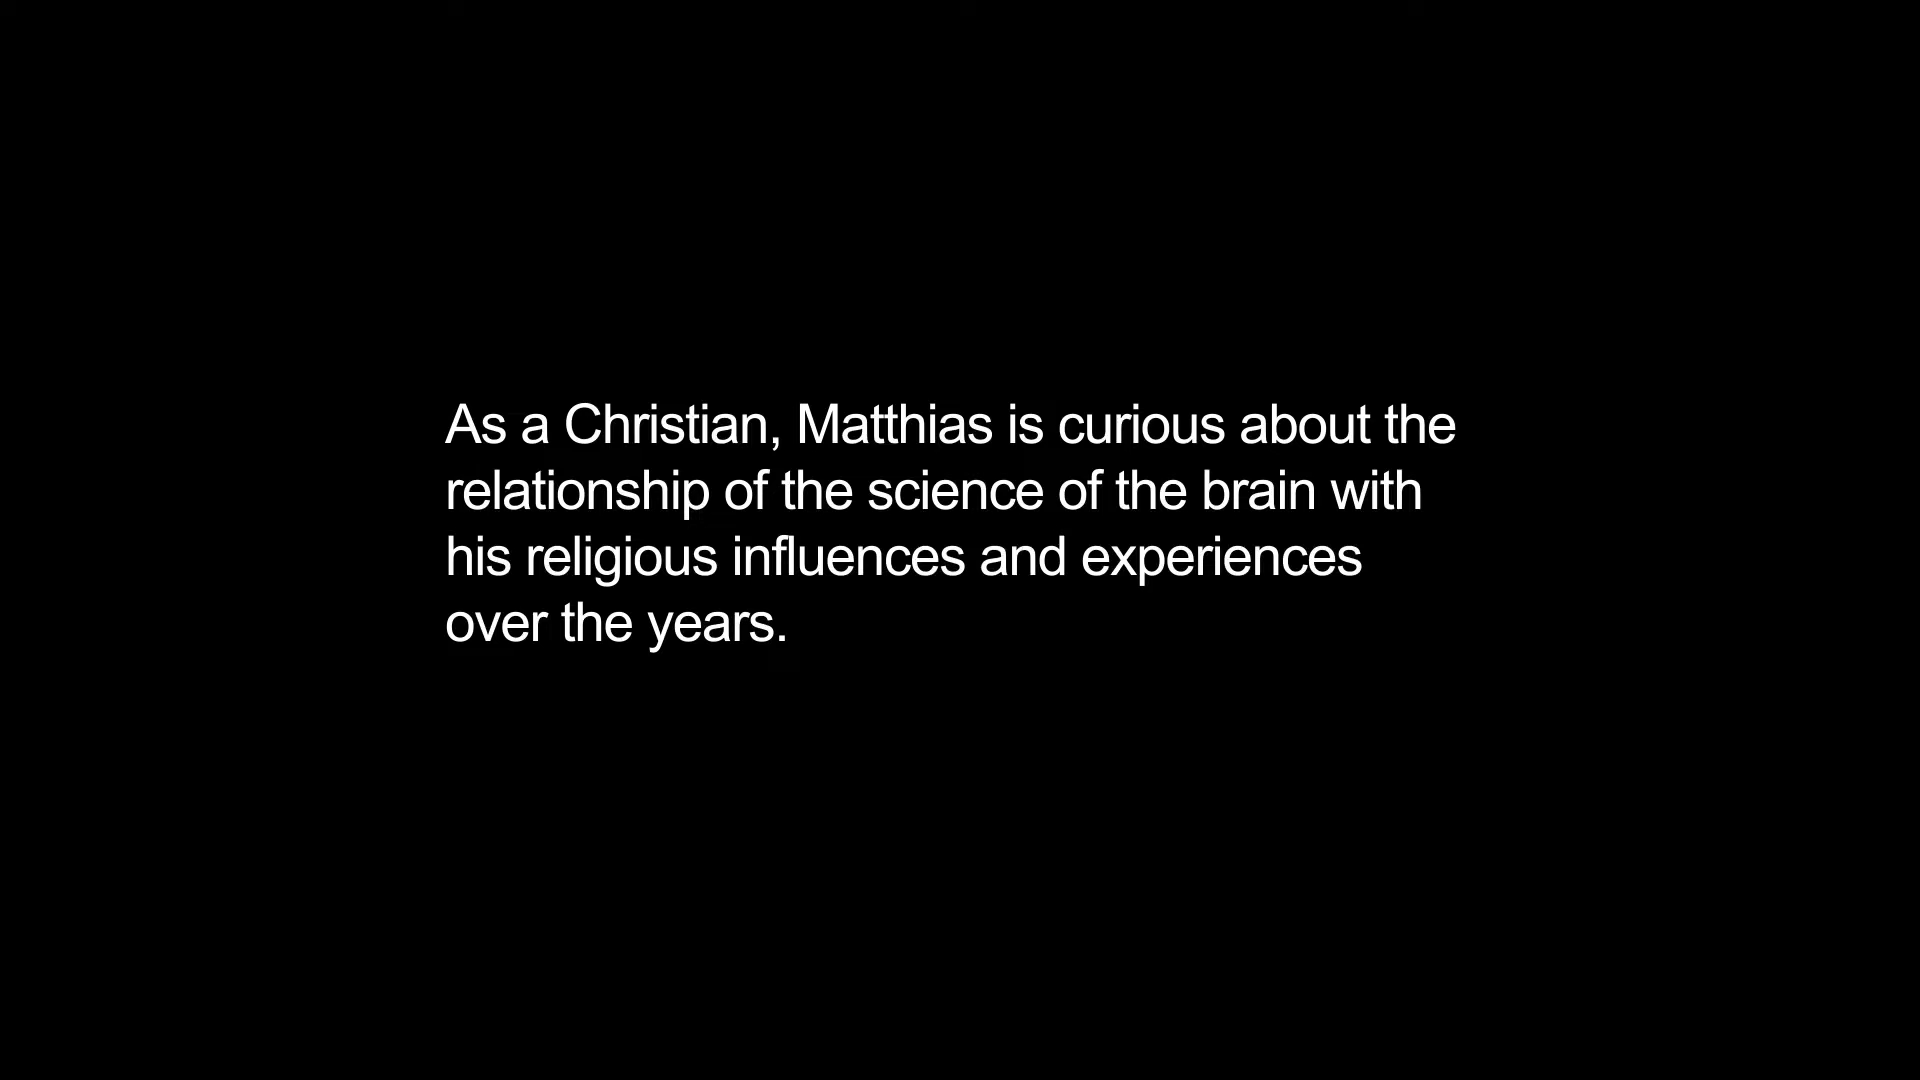 As a Christian, Matthias is curious about the
relationship of the science of the brain with
his religious influences and experiences
over the years.